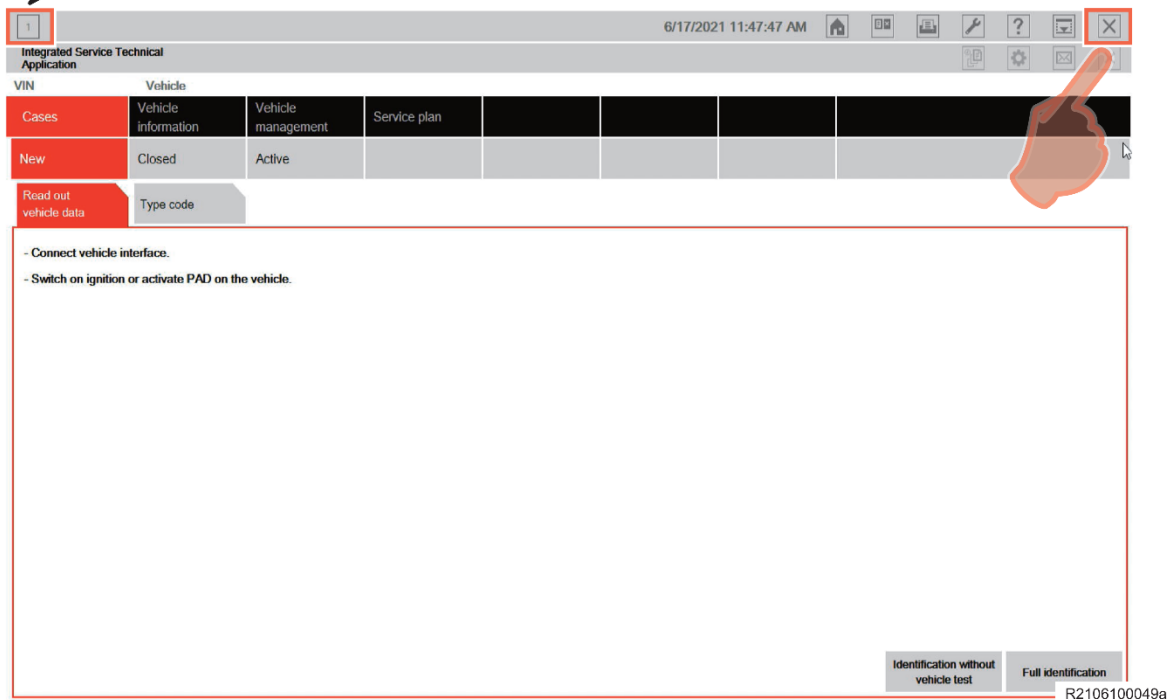 1
6/17/2021 11:47:47 AM
?
Integrated Service Technical
Application
VIN Vehicle
Cases
Vehicle
information
Vehicle
management
Service plan
New
Closed
Active
Read out
vehicle data
Type code
- Connect vehicle interface.
- Switch on ignition or activate PAD on the vehicle.
Identification without
vehicle test
Full identification
R2106100049a